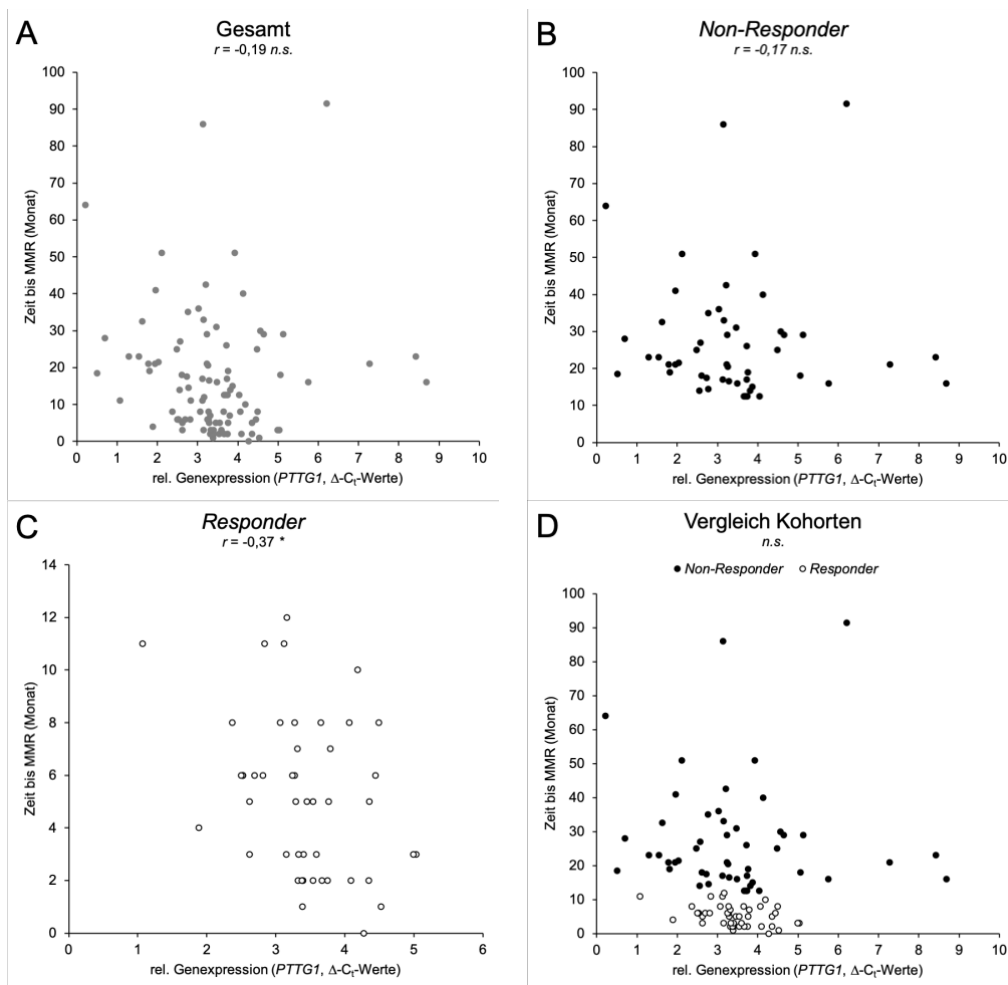 A
Gesamt
r = -0,19 n.s.
Zeit bis MMR (Monat)
100
90
80
70
60
50
40
30
20
10
0
0 1 2 3 4 5 6 7 8 9 10
rel. Genexpression (PTTG1, Δ-Ct-Werte)
B
Non-Responder
r = -0,17 n.s.
Zeit bis MMR (Monat)
100
90
80
70
60
50
40
30
20
10
0
0 1 2 3 4 5 6 7 8 9 10
rel. Genexpression (PTTG1, Δ-Ct-Werte)
C
Responder
r = -0,37 *
Zeit bis MMR (Monat)
14
12
10
8
6
4
2
0
0 1 2 3 4 5 6
rel. Genexpression (PTTG1, Δ-Ct-Werte)
D
Vergleich Kohorten
n.s.
Non-Responder Responder
Zeit bis MMR (Monat)
100
90
80
70
60
50
40
30
20
10
0
0 1 2 3 4 5 6 7 8 9 10
rel. Genexpression (PTTG1, Δ-Ct-Werte)